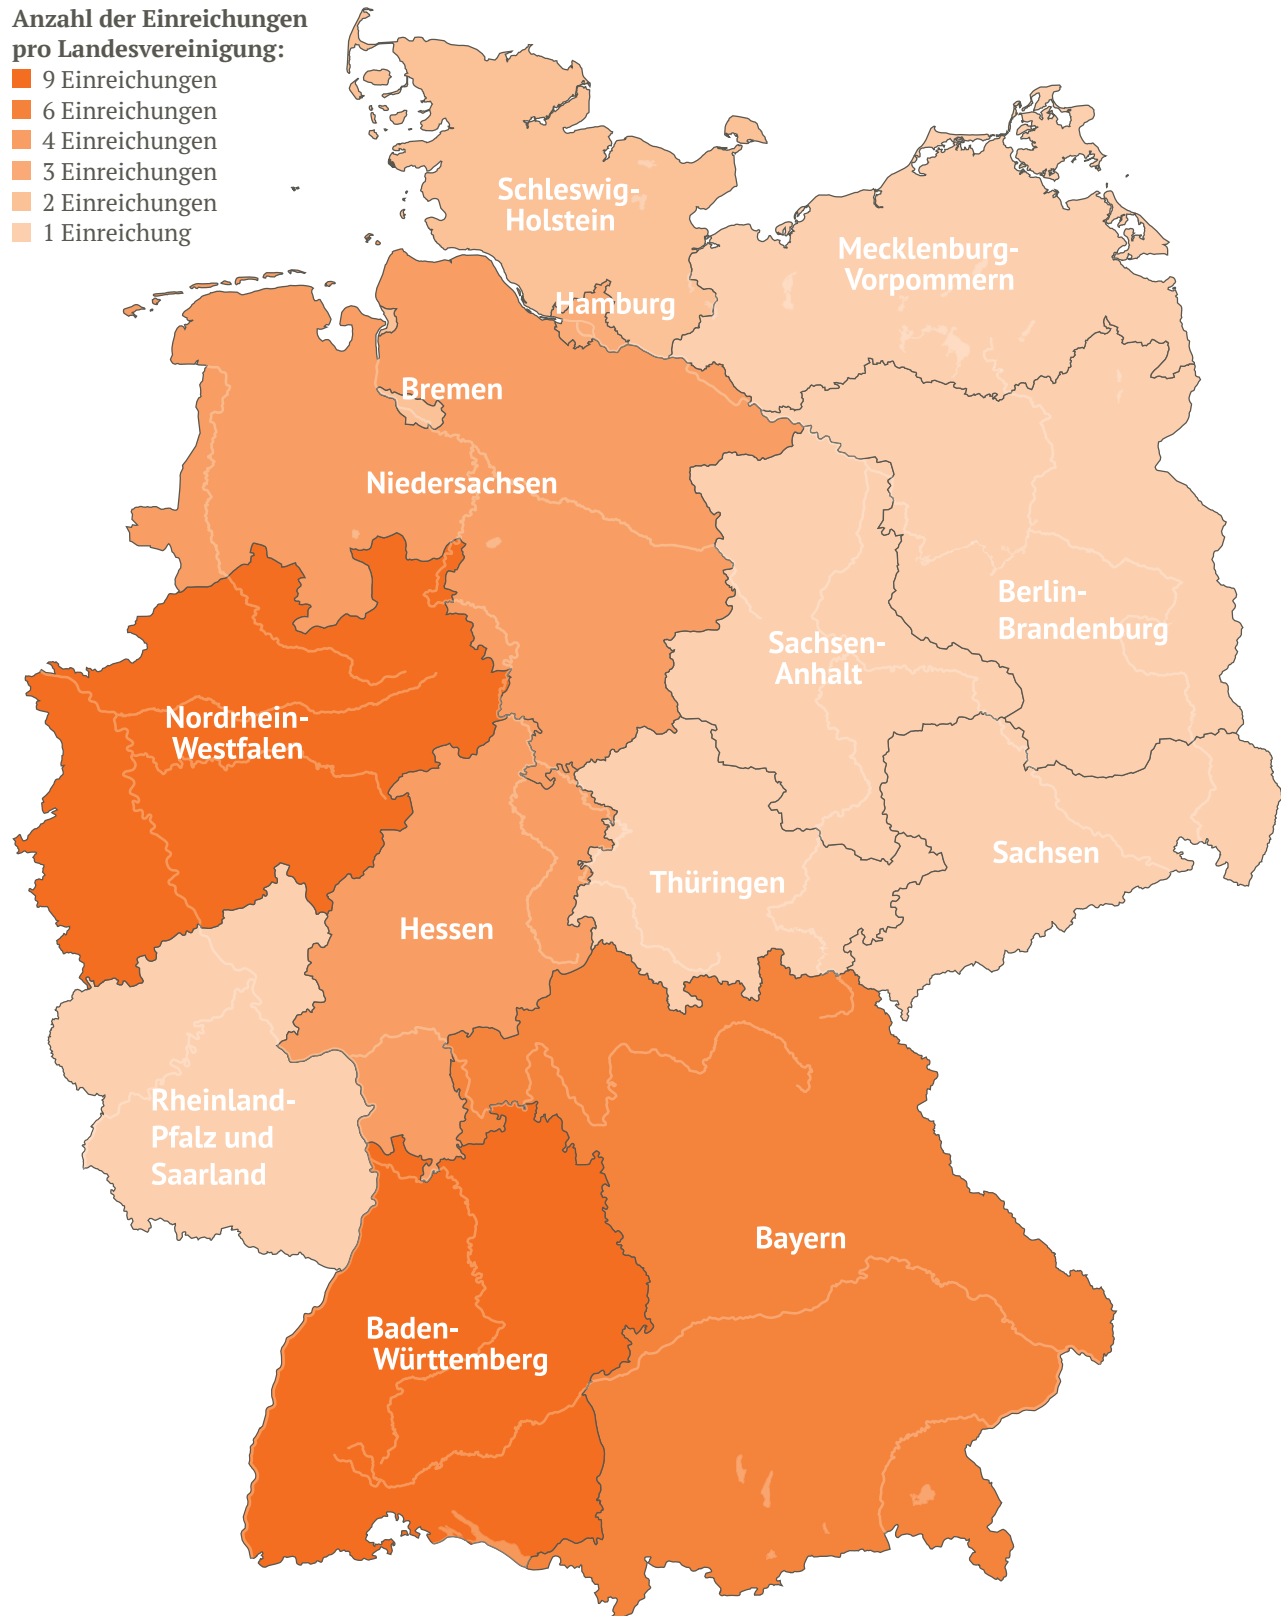 Anzahl der Einreichungen
pro Landesvereinigung:
9 Einreichungen
6 Einreichungen
4 Einreichungen
3 Einreichungen
2 Einreichungen
1 Einreichung
Schleswig-
Holstein
Mecklenburg-
Vorpommern
Hamburg
Bremen
Niedersachsen
Berlin-
Brandenburg
Sachsen-
Anhalt
Nordrhein-
Westfalen
Sachsen
Thüringen
Hessen
Rheinland-
Pfalz und
Saarland
Bayern
Baden-
Württemberg